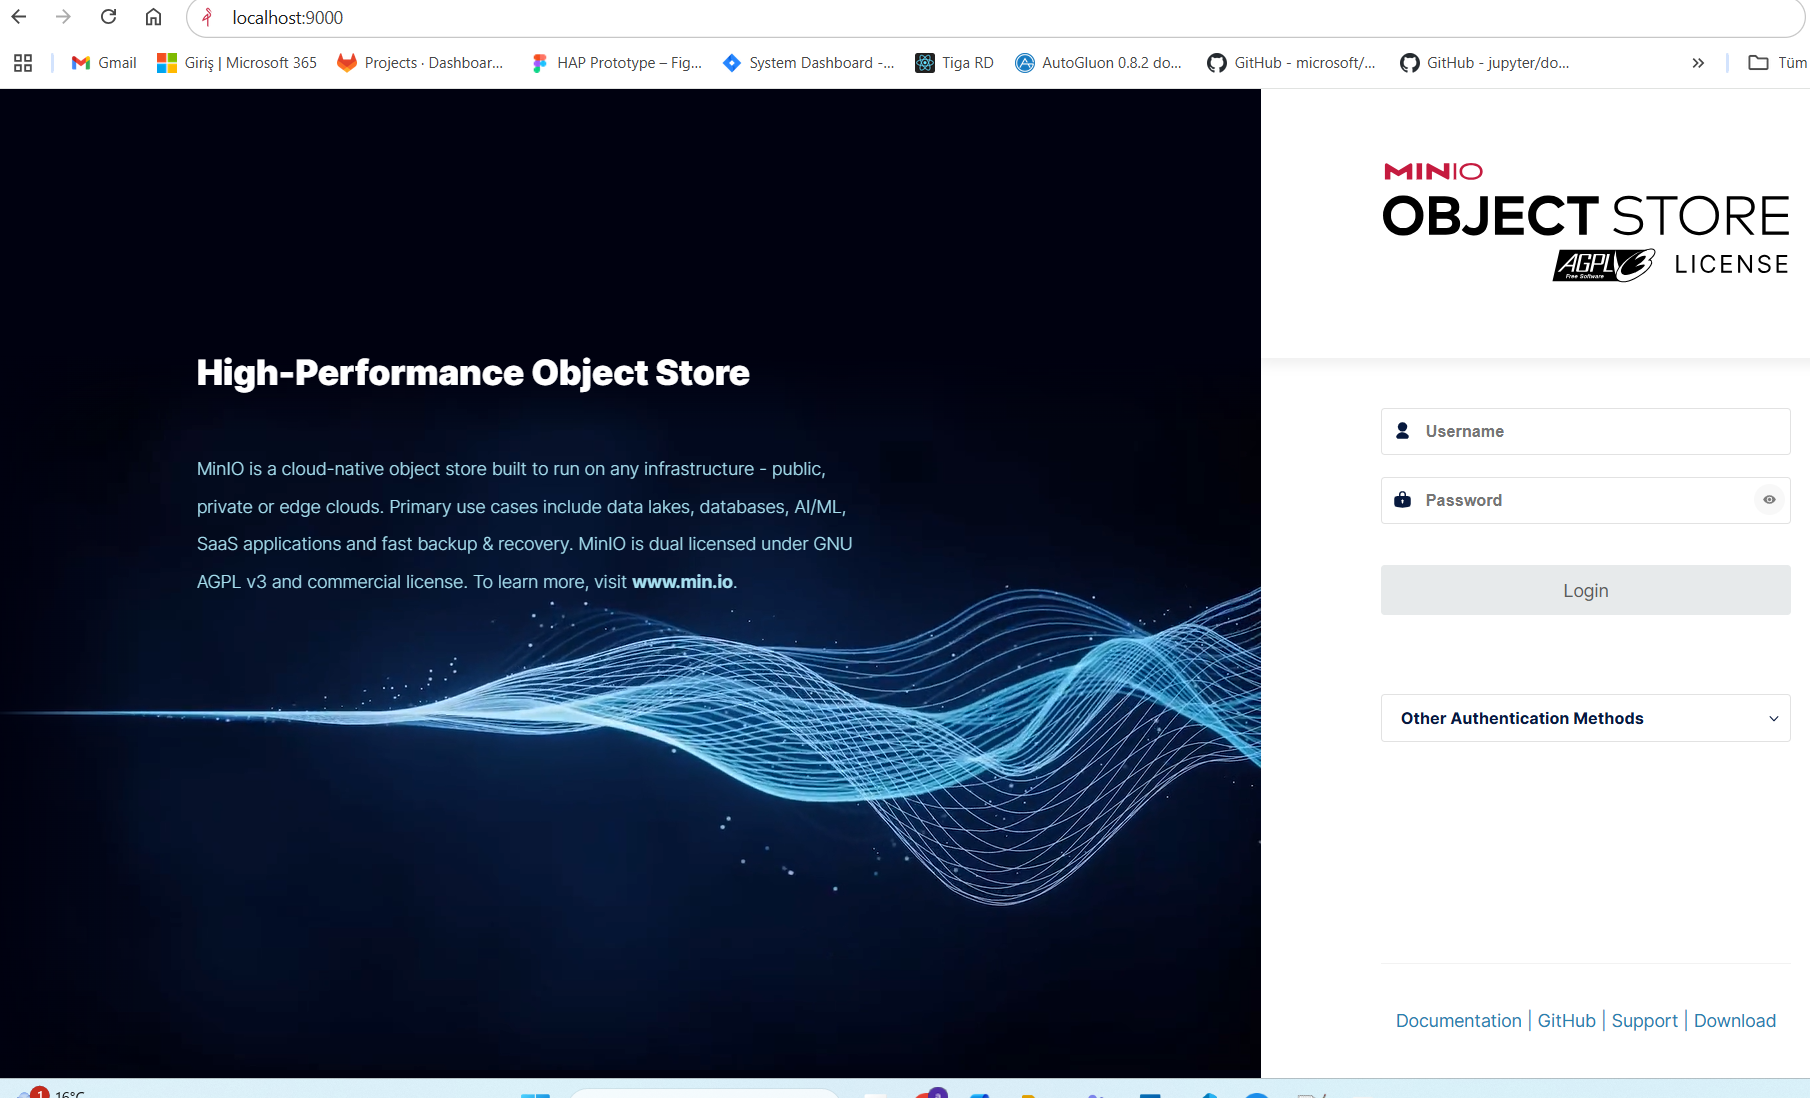 localhost:9000
Gmail
Giriş | Microsoft 365
Projects · Dashboar...
HAP Prototype – Fig...
System Dashboard -...
Tiga RD
AutoGluon 0.8.2 do...
GitHub - microsoft/...
GitHub - jupyter/do...
Tüm
High-Performance Object Store
MinIO is a cloud-native object store built to run on any infrastructure - public,
private or edge clouds. Primary use cases include data lakes, databases, AI/ML,
SaaS applications and fast backup & recovery. MinIO is dual licensed under GNU
AGPL v3 and commercial license. To learn more, visit www.min.io.
MINIO
OBJECT STORE
AGPLv3 LICENSE
Free Software
Username
Password
Login
Other Authentication Methods
Documentation | GitHub | Support | Download
1
16°C